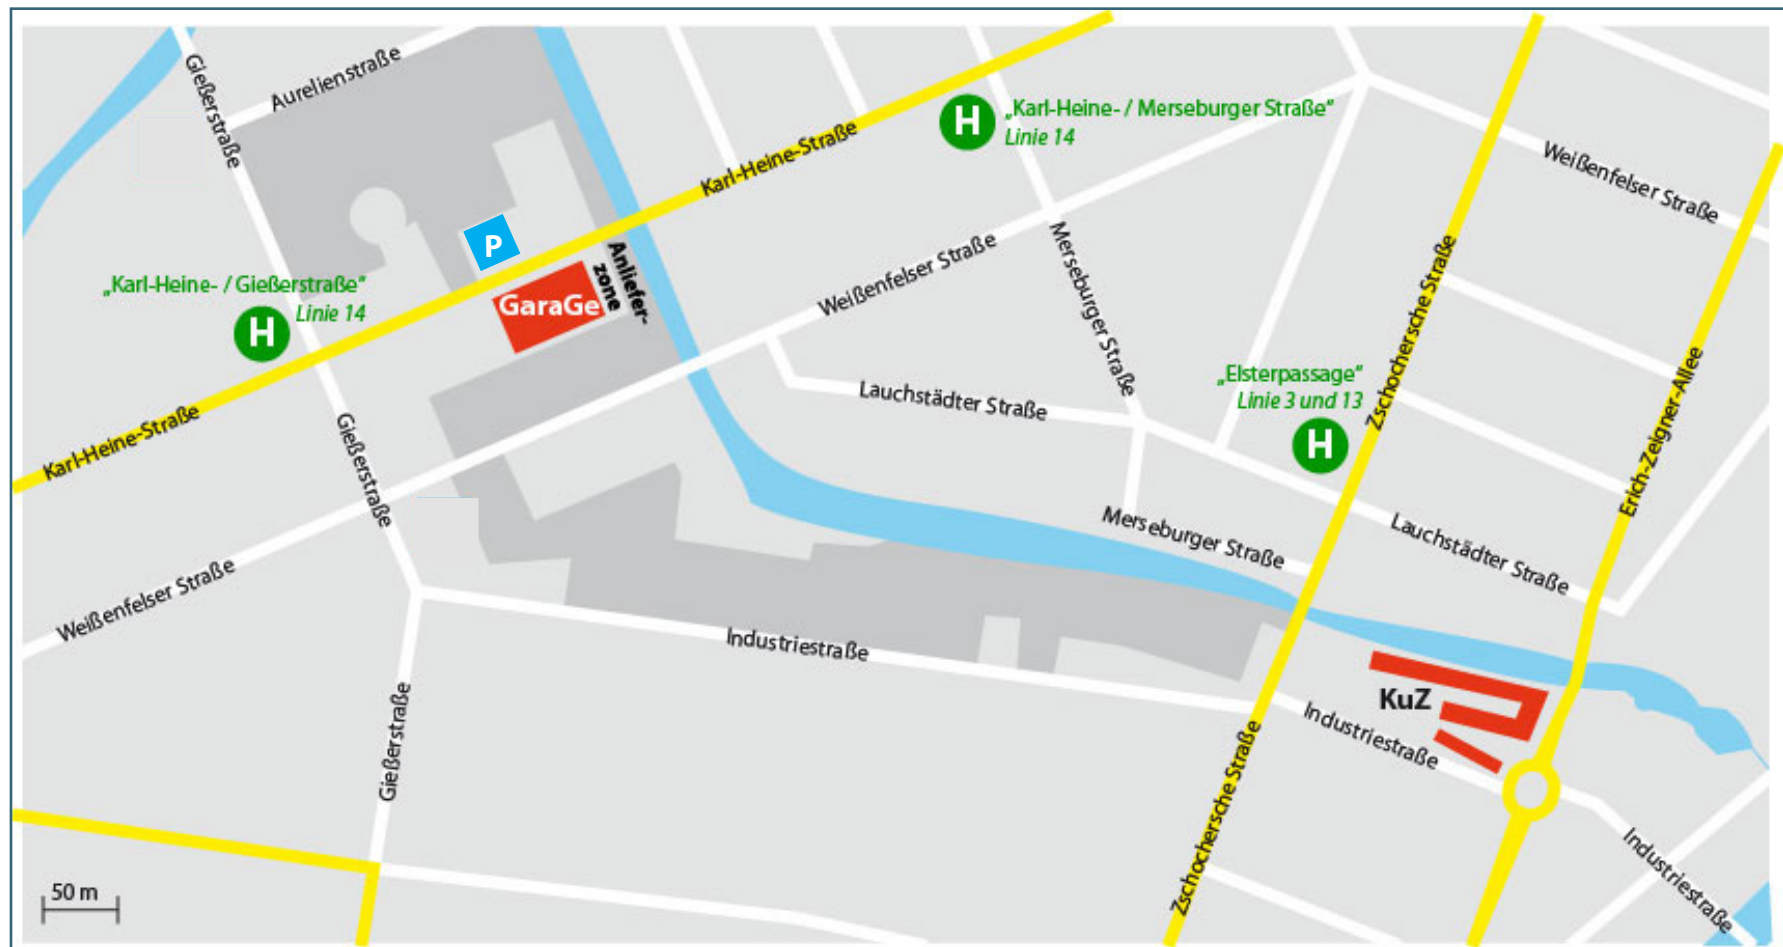 Gießerstraße
Aurelienstraße
Karl-Heine-Straße
H
„Karl-Heine- / Merseburger Straße“
Linie 14
Weißenfelser Straße
P
Anliefer-
zone
GaraGe
„Karl-Heine- / Gießerstraße“
Linie 14
H
Weißenfelser Straße
Merseburger Straße
Zschochersche Straße
Erich-Zeigner-Allee
„Elsterpassage“
Linie 3 und 13
H
Lauchstädter Straße
Karl-Heine-Straße
Gießerstraße
Merseburger Straße
Lauchstädter Straße
Weißenfelser Straße
Industriestraße
KuZ
Industriestraße
Gießerstraße
Zschochersche Straße
Industriestraße
50 m